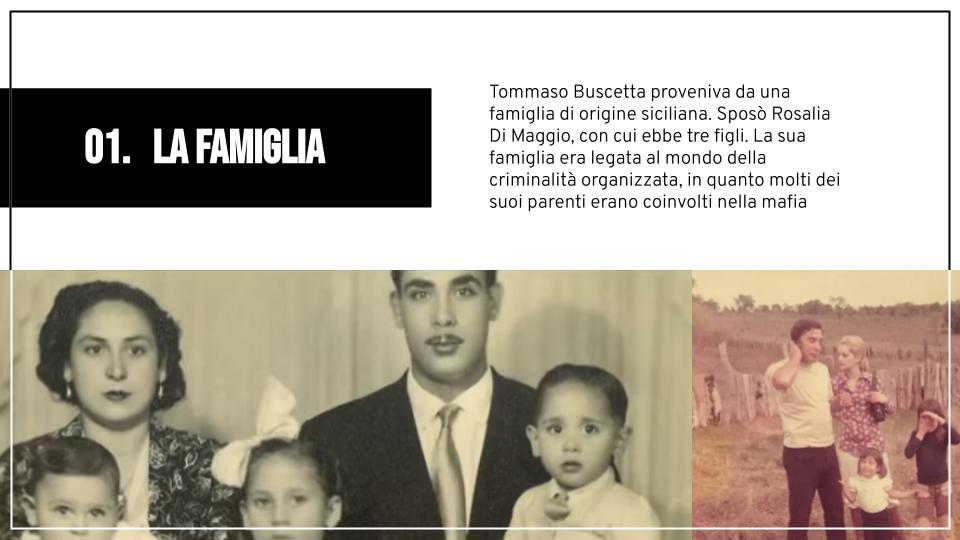 01. LA FAMIGLIA
Tommaso Buscetta proveniva da una
famiglia di origine siciliana. Sposò Rosalia
Di Maggio, con cui ebbe tre figli. La sua
famiglia era legata al mondo della
criminalità organizzata, in quanto molti dei
suoi parenti erano coinvolti nella mafia